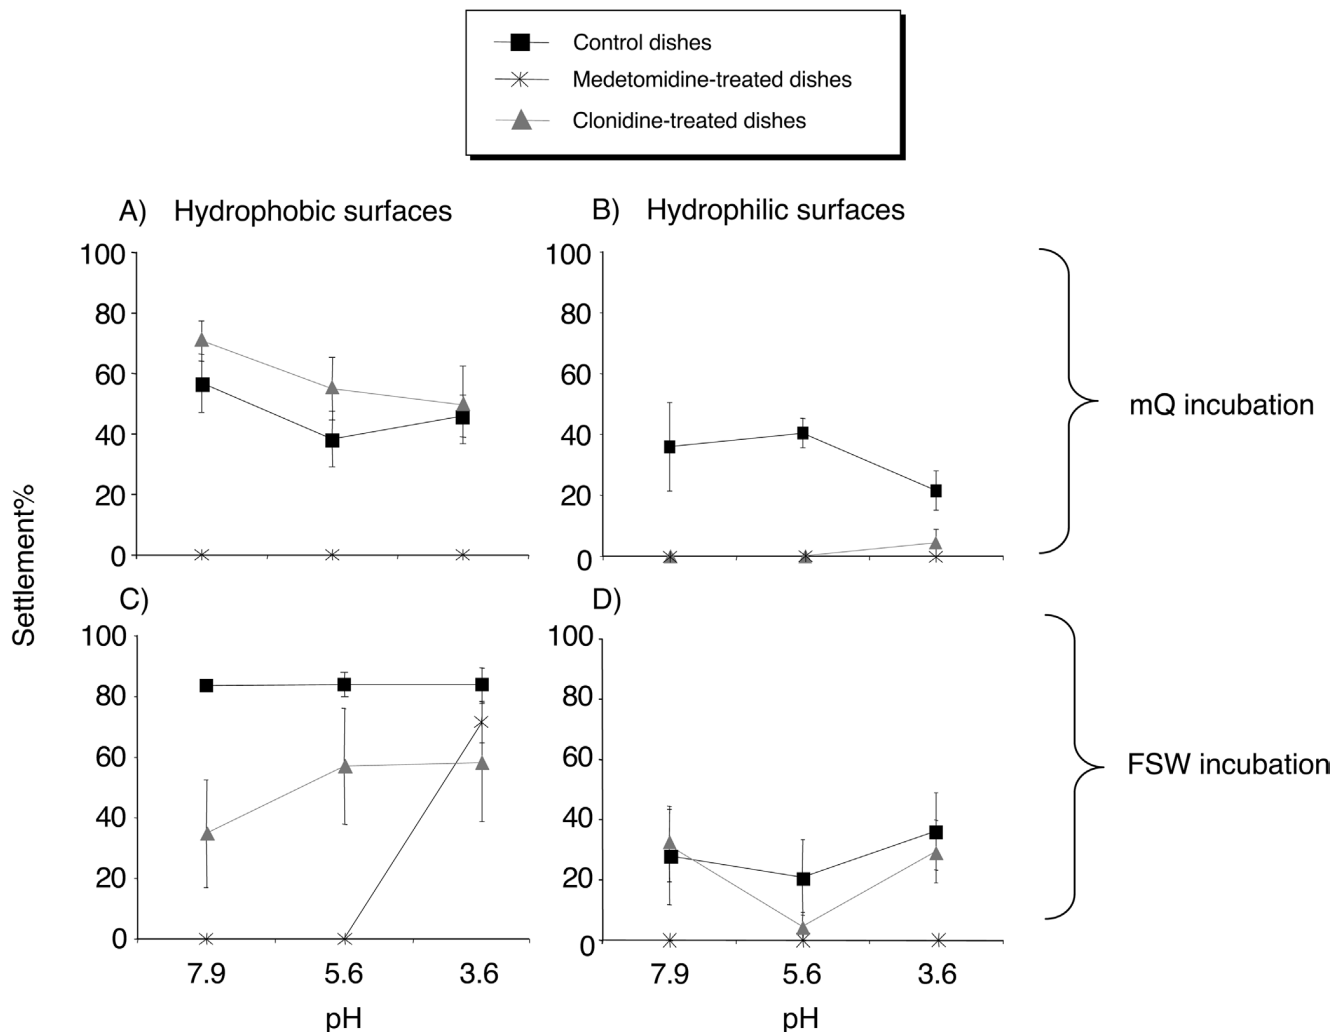 Control dishes
Medetomidine-treated dishes
Clonidine-treated dishes
A) Hydrophobic surfaces
B) Hydrophilic surfaces
100
80
60
40
20
0
100
80
60
40
20
0
mQ incubation
Settlement%
C)
D)
100
80
60
40
20
0
7.9 5.6 3.6
pH
100
80
60
40
20
0
7.9 5.6 3.6
pH
FSW incubation